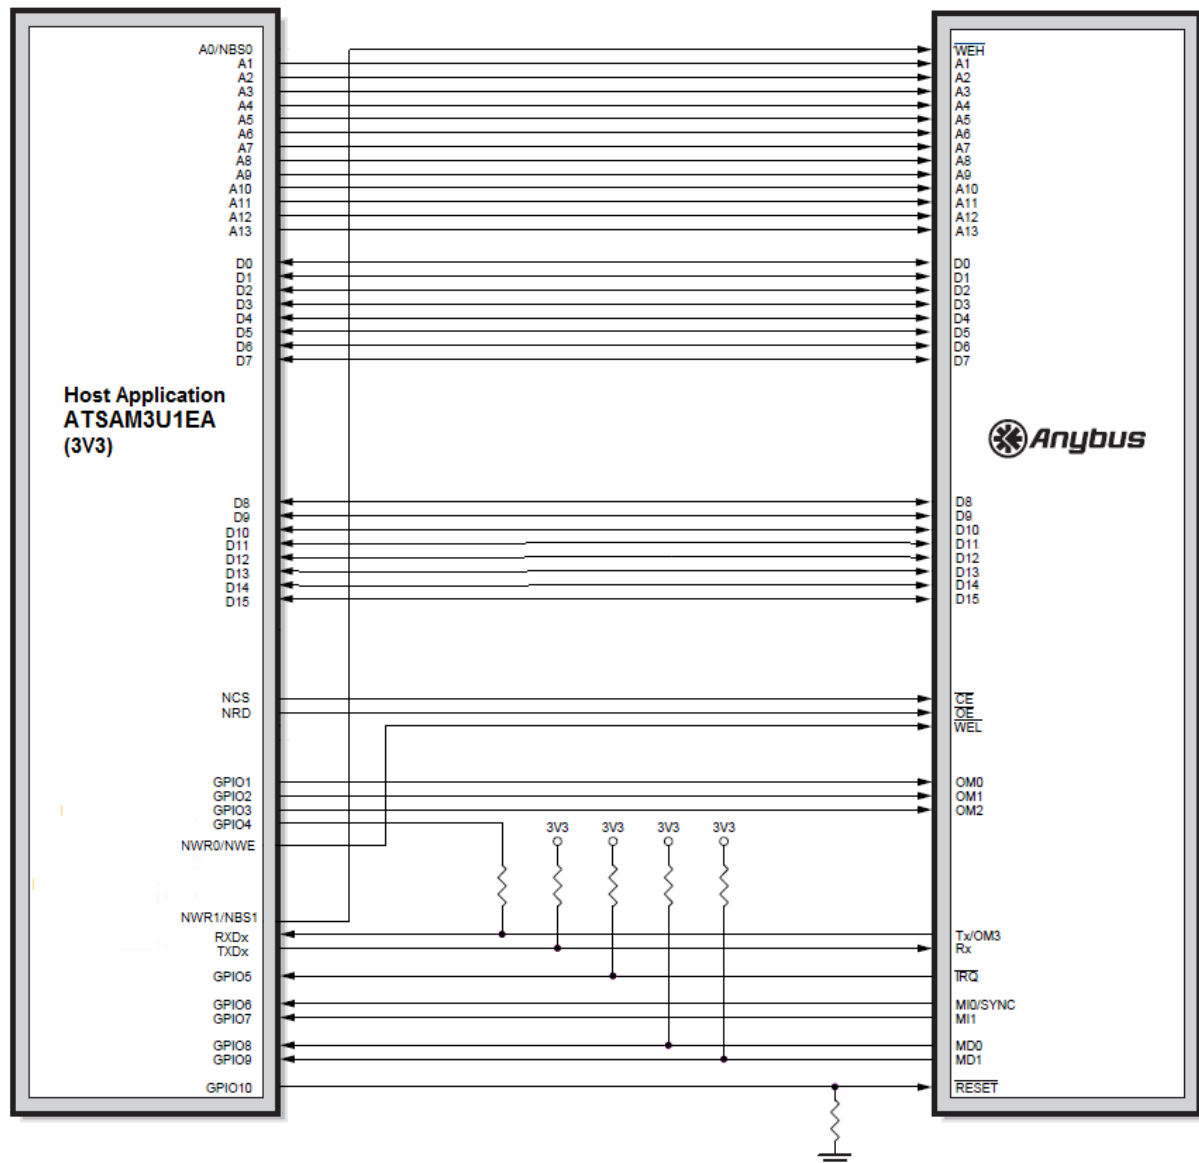 A0/NBS0 WEH
A1 A1
A2 A2
A3 A3
A4 A4
A5 A5
A6 A6
A7 A7
A8 A8
A9 A9
A10 A10
A11 A11
A12 A12
A13 A13
D0 D0
D1 D1
D2 D2
D3 D3
D4 D4
D5 D5
D6 D6
D7 D7
Host Application
ATSAM3U1EA
(3V3)
Anybus
D8 D8
D9 D9
D10 D10
D11 D11
D12 D12
D13 D13
D14 D14
D15 D15
NCS CE
NRD OE
WEL
GPIO1 OM0
GPIO2 OM1
GPIO3 OM2
GPIO4
3V3 3V3 3V3 3V3
NWR0/NWE
NWR1/NBS1
RXDx Tx/OM3
TXDx Rx
GPIO5 IRQ
GPIO6 MI0/SYNC
GPIO7 MI1
GPIO8 MD0
GPIO9 MD1
GPIO10 RESET